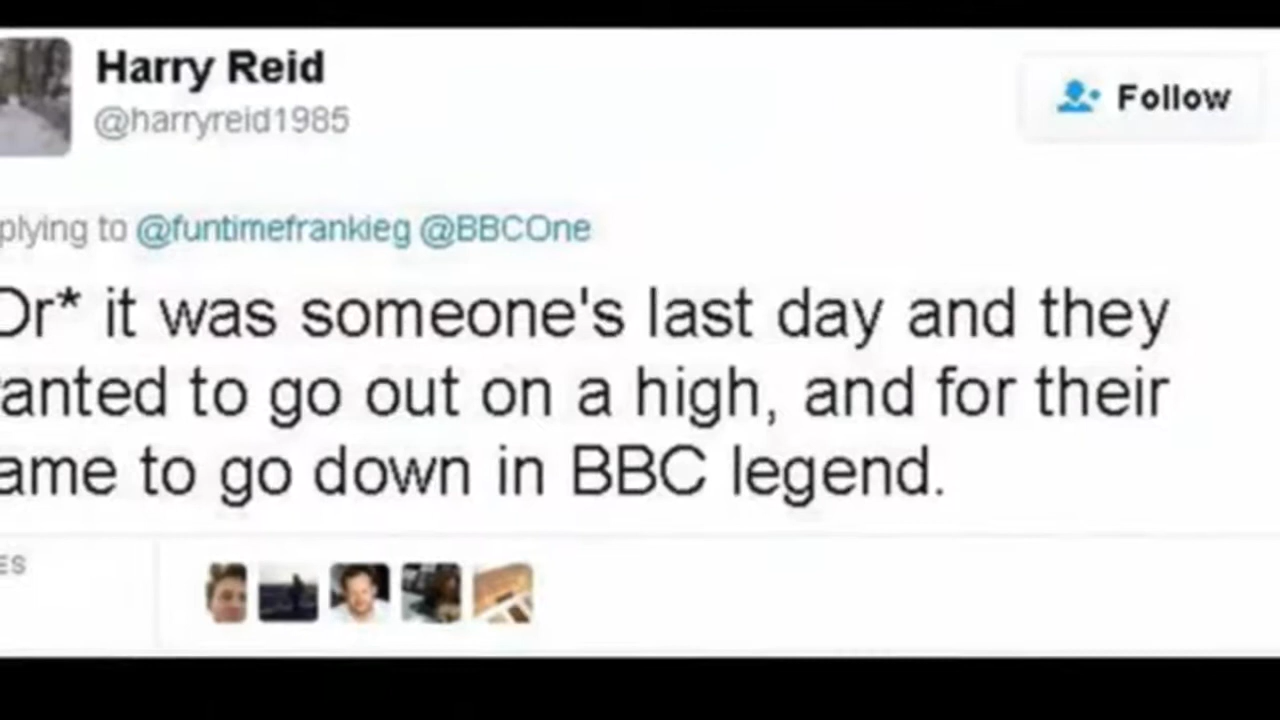 Harry Reid
@harryreid1985
Follow
plying to @funtimefrankieg @BBCOne
Or* it was someone's last day and they
anted to go out on a high, and for their
ame to go down in BBC legend.
ES